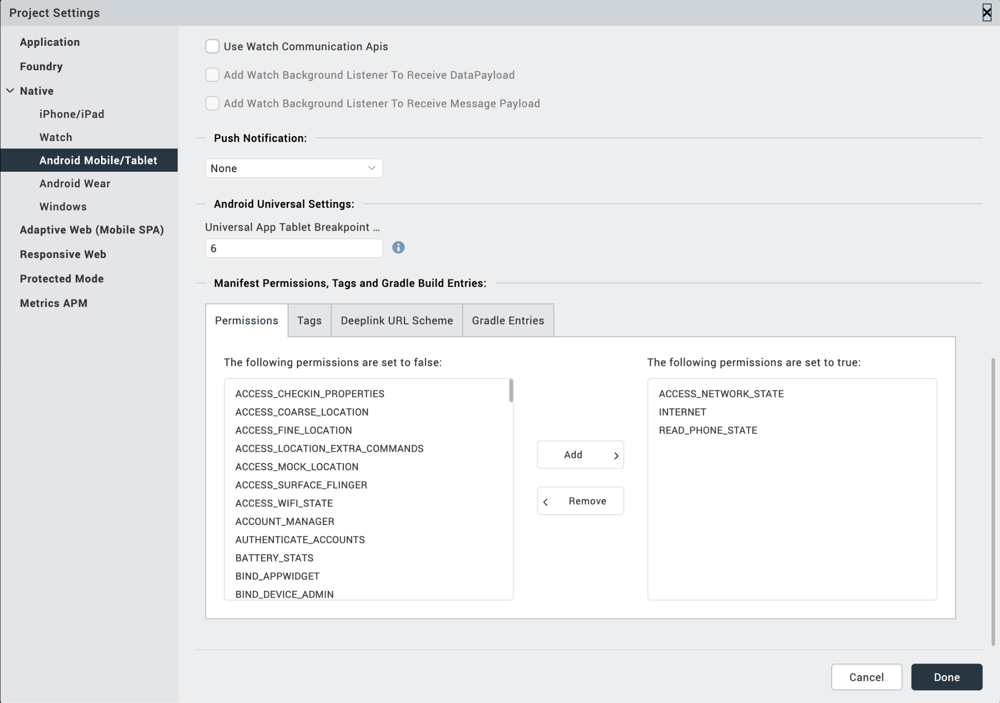 Project Settings
Application
Foundry
Native
iPhone/iPad
Watch
Android Mobile/Tablet
Android Wear
Windows
Adaptive Web (Mobile SPA)
Responsive Web
Protected Mode
Metrics APM
Use Watch Communication Apis
Add Watch Background Listener To Receive DataPayload
Add Watch Background Listener To Receive Message Payload
Push Notification:
None
Android Universal Settings:
Universal App Tablet Breakpoint ...
6
Manifest Permissions, Tags and Gradle Build Entries:
Permissions
Tags
Deeplink URL Scheme
Gradle Entries
The following permissions are set to false:
ACCESS_CHECKIN_PROPERTIES
ACCESS_COARSE_LOCATION
ACCESS_FINE_LOCATION
ACCESS_LOCATION_EXTRA_COMMANDS
ACCESS_MOCK_LOCATION
ACCESS_SURFACE_FLINGER
ACCESS_WIFI_STATE
ACCOUNT_MANAGER
AUTHENTICATE_ACCOUNTS
BATTERY_STATS
BIND_APPWIDGET
BIND_DEVICE_ADMIN
Add
Remove
The following permissions are set to true:
ACCESS_NETWORK_STATE
INTERNET
READ_PHONE_STATE
Cancel
Done